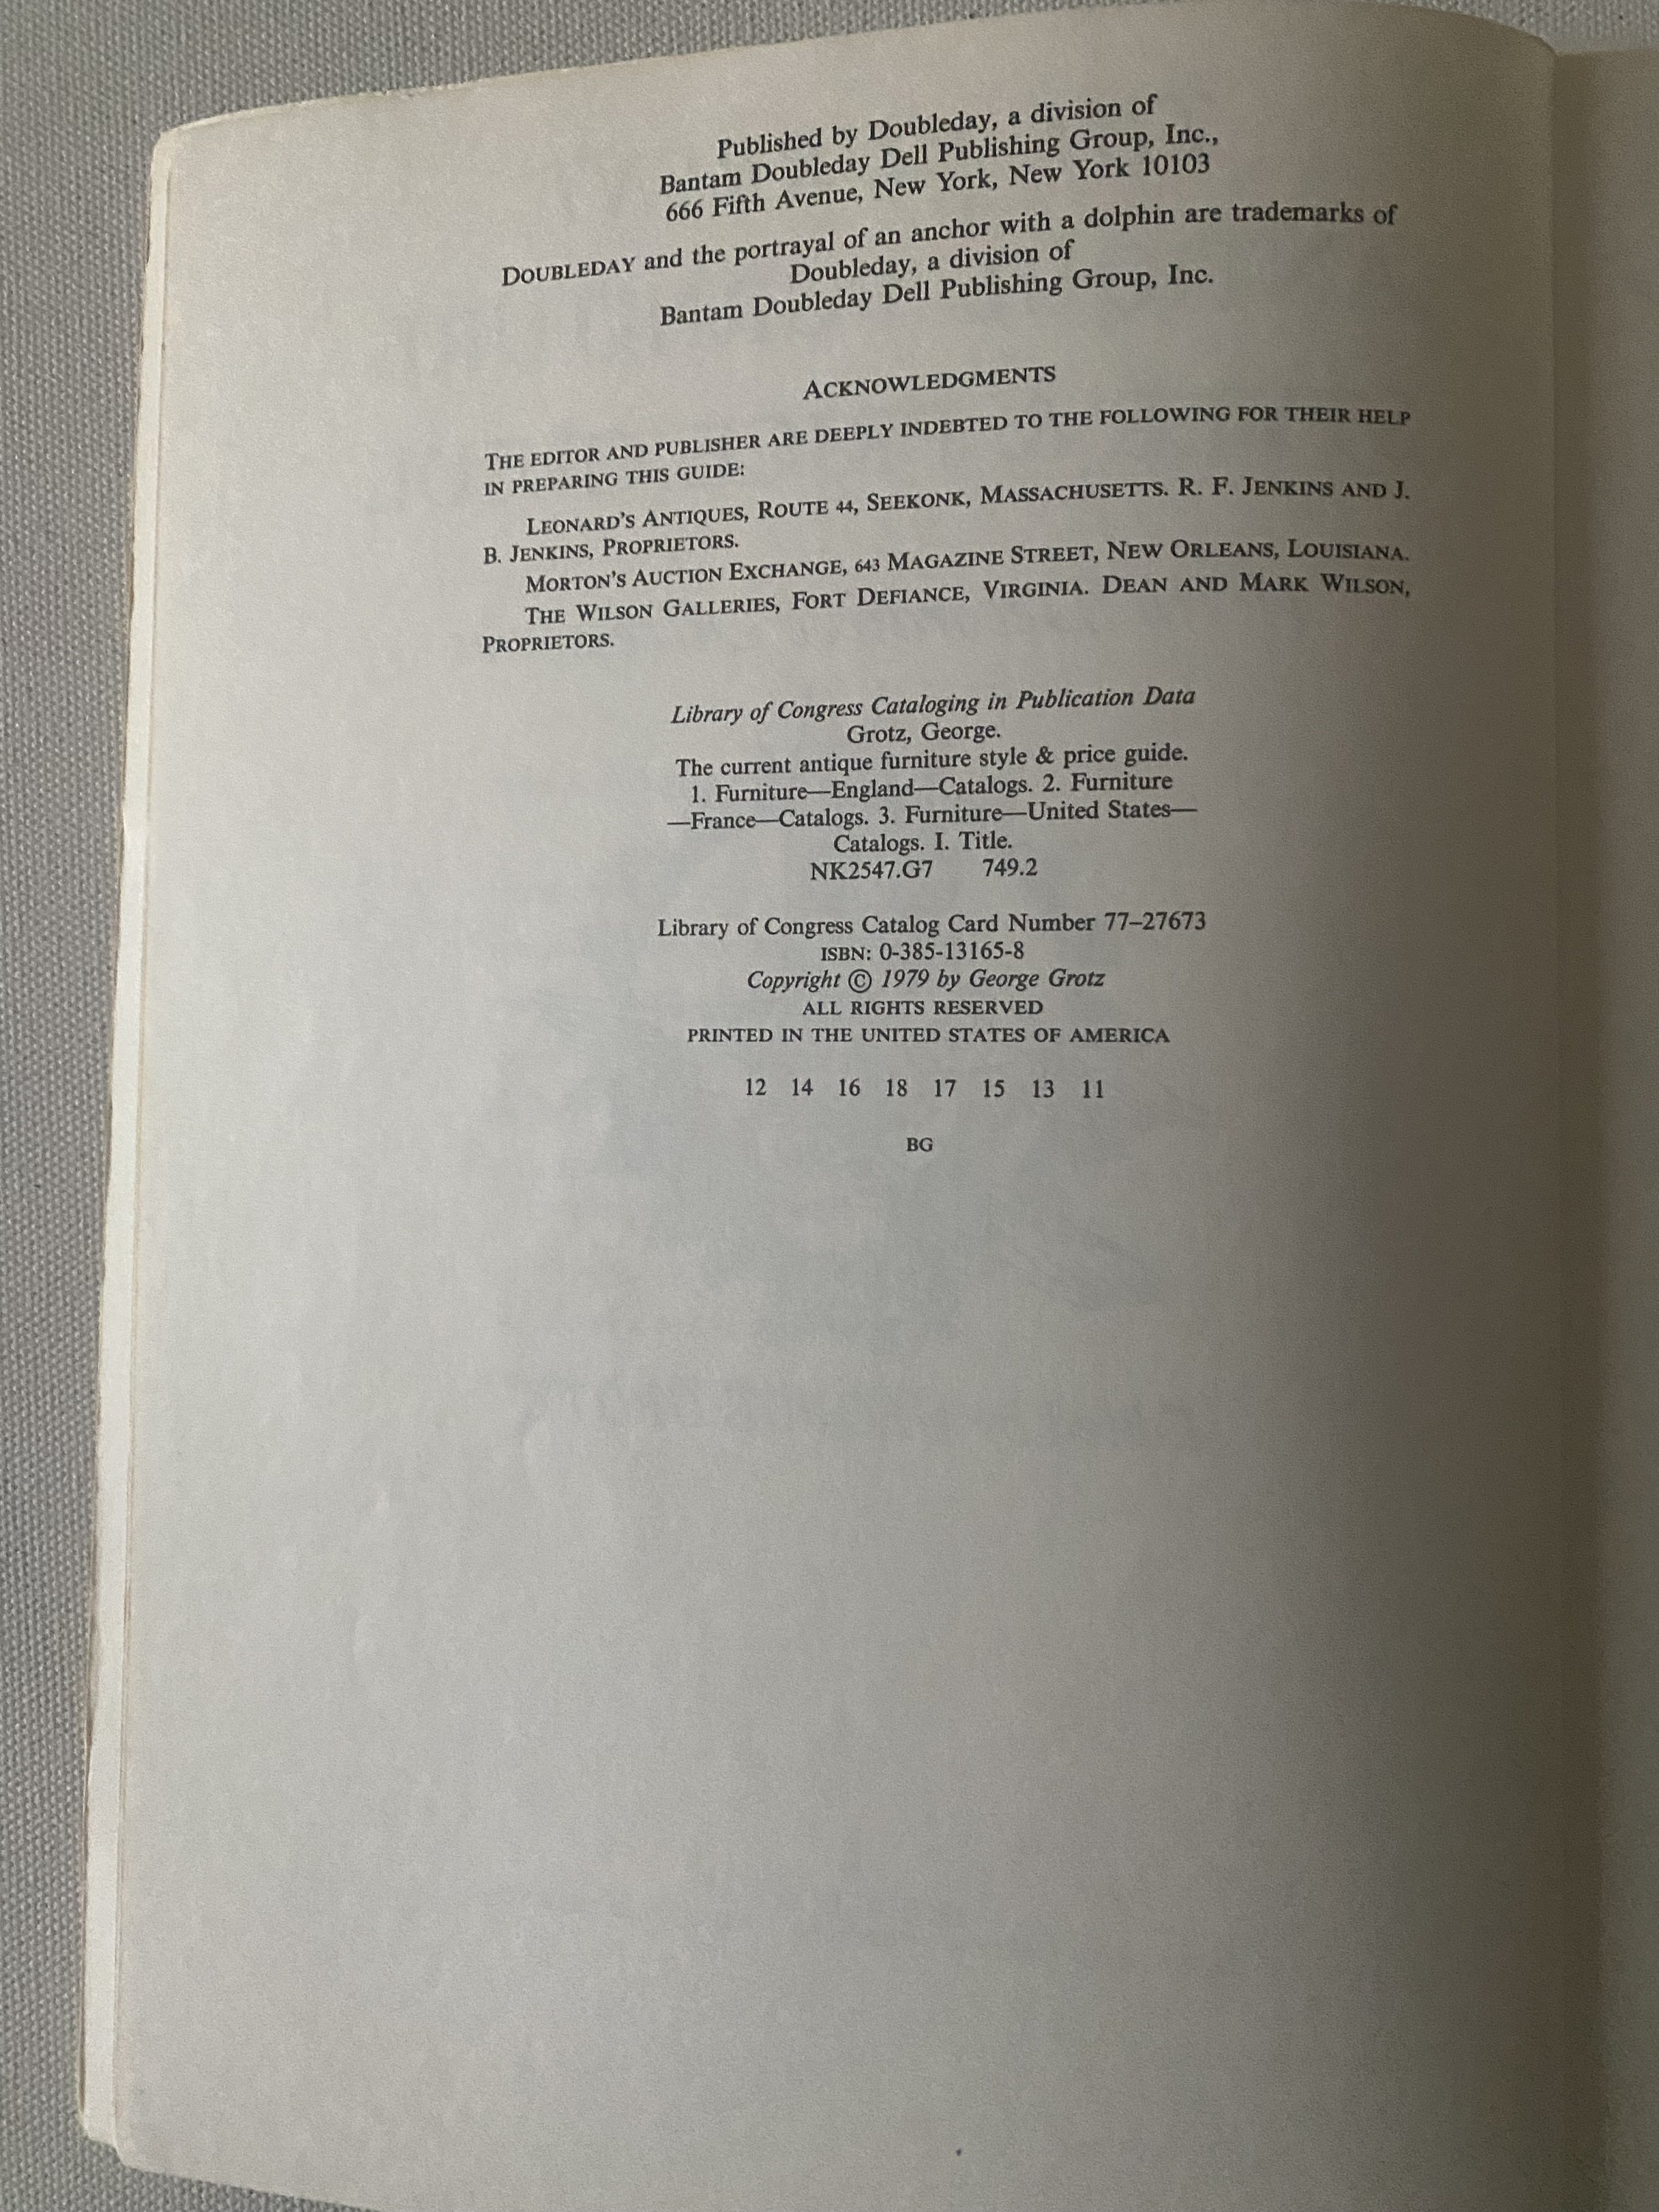 Published by Doubleday, a division of
Bantam Doubleday Dell Publishing Group, Inc.,
666 Fifth Avenue, New York, New York 10103
DOUBLEDAY and the portrayal of an anchor with a dolphin are trademarks of
Doubleday, a division of
Bantam Doubleday Dell Publishing Group, Inc.
ACKNOWLEDGMENTS
THE EDITOR AND PUBLISHER ARE DEEPLY INDEBTED TO THE FOLLOWING FOR THEIR HELP
IN PREPARING THIS GUIDE:
LEONARD'S ANTIQUES, ROUTE 44, SEEKONK, MASSACHUSETTS. R. F. JENKINS AND J.
B. JENKINS, PROPRIETORS.
MORTON'S AUCTION EXCHANGE, 643 MAGAZINE STREET, NEW ORLEANS, LOUISIANA.
THE WILSON GALLERIES, FORT DEFIANCE, VIRGINIA. DEAN AND MARK WILSON,
PROPRIETORS.
Library of Congress Cataloging in Publication Data
Grotz, George.
The current antique furniture style & price guide.
1. Furniture—England—Catalogs. 2. Furniture
—France—Catalogs. 3. Furniture—United States—
Catalogs. I. Title.
NK2547.G7 749.2
Library of Congress Catalog Card Number 77–27673
ISBN: 0-385-13165-8
Copyright © 1979 by George Grotz
ALL RIGHTS RESERVED
PRINTED IN THE UNITED STATES OF AMERICA
12 14 16 18 17 15 13 11
BG